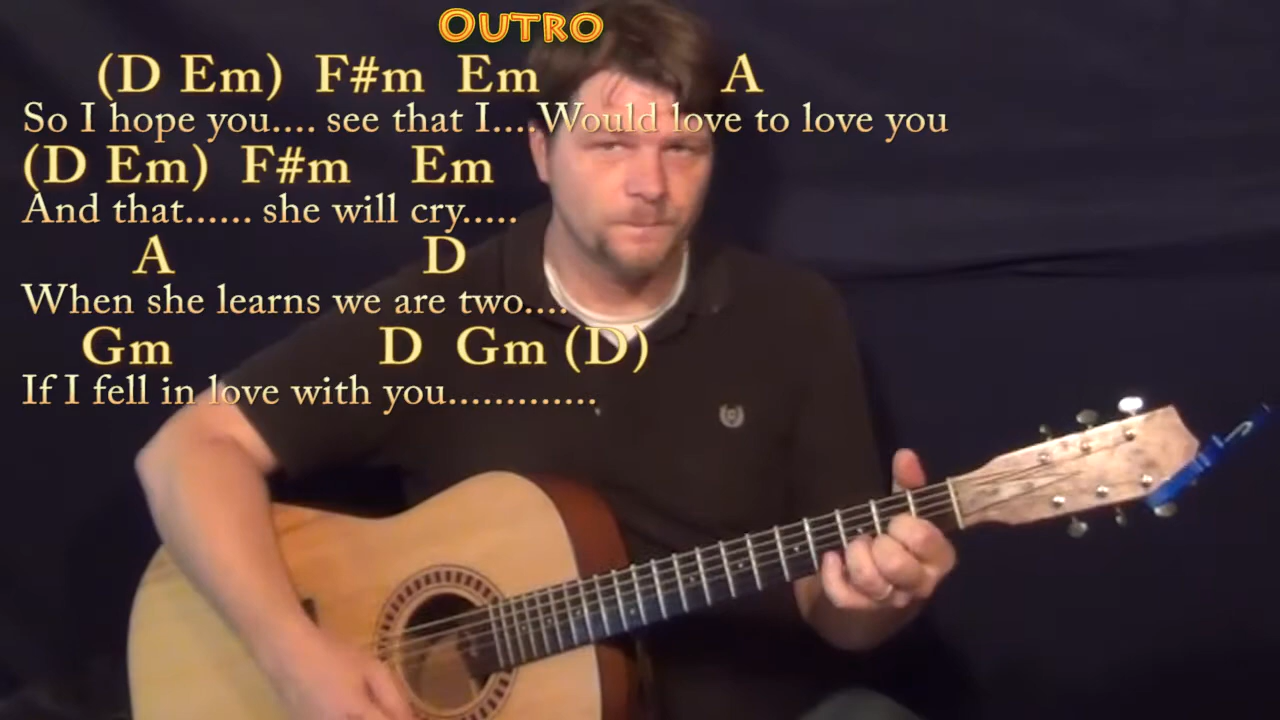 OUTRO
(D Em) F#m Em A
So I hope you.... see that I....Would love to love you
(D Em) F#m Em
And that...... she will cry.....
A D
When she learns we are two....
Gm D Gm (D)
If I fell in love with you.............